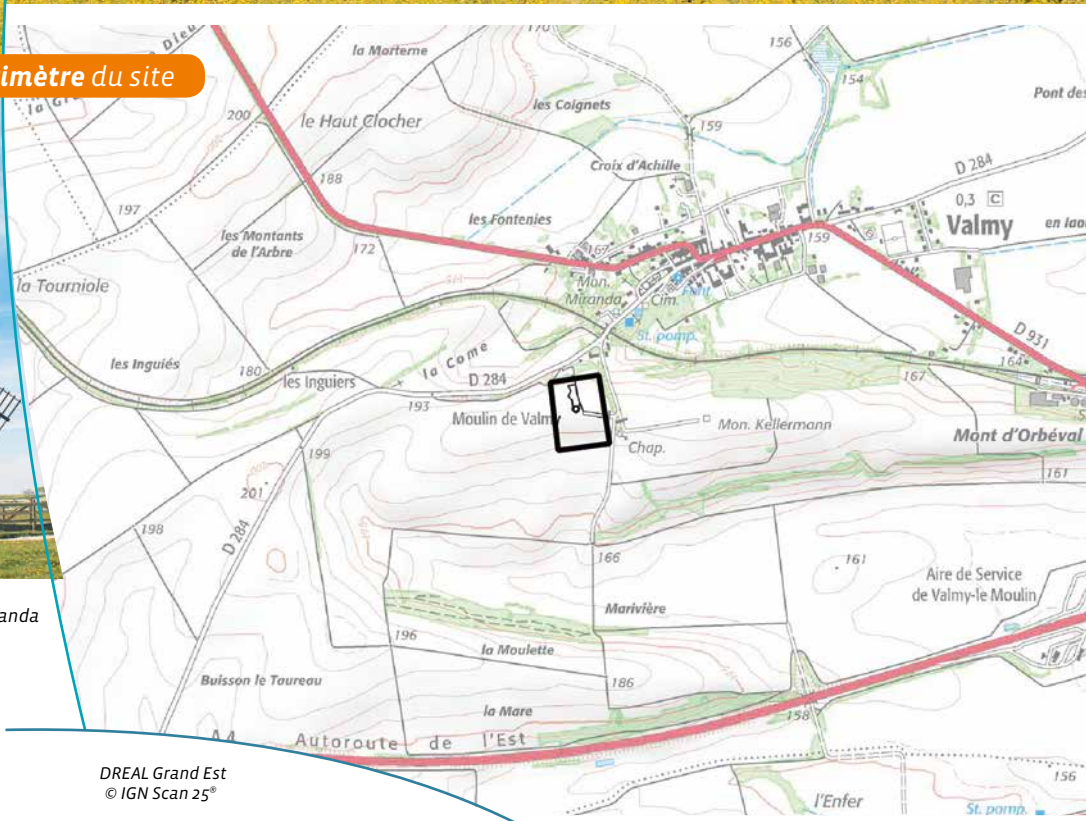 imètre du site
la Morterne
170
156
154
Pont des
200
le Haut Clocher
les Coignets
159
Croix d'Achille
D 284
0,3 C
Valmy
188
197
les Montants
de l'Arbre
172
les Fontenies
167
159
en
la Tourniole
Mon.
Miranda
Cim.
Font.
St. pomp.
D 931
164
les Inguiés
180
les Inguiers
la Come
D 284
193
167
Moulin de Valmy
Mon. Kellermann
Chap.
Mont d'Orbéval
199
161
201
198
D 284
166
161
Aire de Service
de Valmy-le Moulin
Marivière
anda
196
la Moulette
Buisson le Taureau
186
la Mare
158
A4 Autoroute de l'Est
156
DREAL Grand Est
© IGN Scan 25®
l'Enfer
St. pomp.